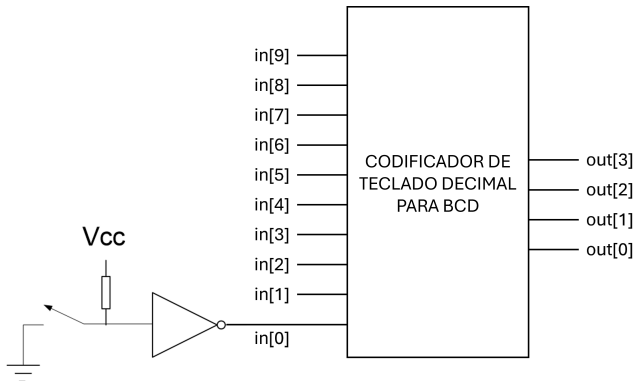 in[9]
in[8]
in[7]
in[6]
in[5]
in[4]
in[3]
in[2]
in[1]
in[0]
CODIFICADOR DE
TECLADO DECIMAL
PARA BCD
out[3]
out[2]
out[1]
out[0]
Vcc